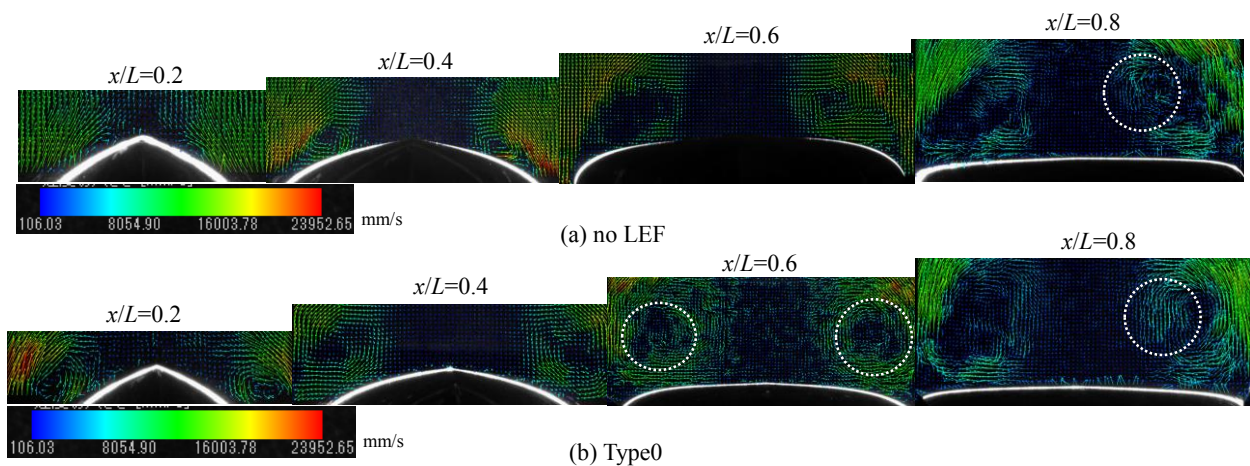 x/L=0.2
x/L=0.4
x/L=0.6
x/L=0.8
106.03 8054.90 16003.78 23952.65 mm/s
(a) no LEF
x/L=0.2
x/L=0.4
x/L=0.6
x/L=0.8
106.03 8054.90 16003.78 23952.65 mm/s
(b) Type0